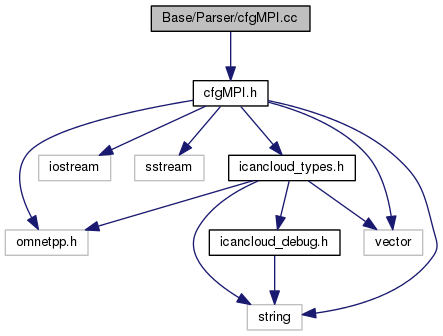 Base/Parser/cfgMPI.cc
cfgMPI.h
iostream
sstream
icancloud_types.h
omnetpp.h
icancloud_debug.h
vector
string